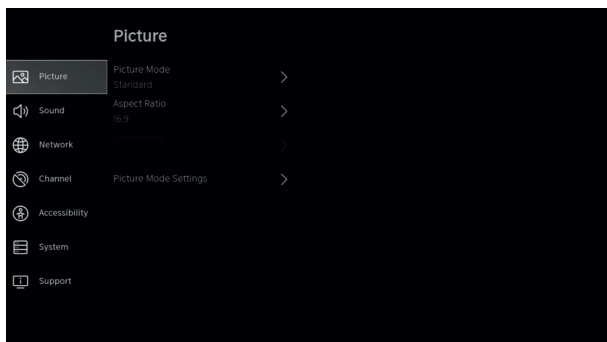 Picture
Picture
Picture Mode
Standard
Sound
Aspect Ratio
16:9
Network
Channel
Picture Mode Settings
Accessibility
System
Support